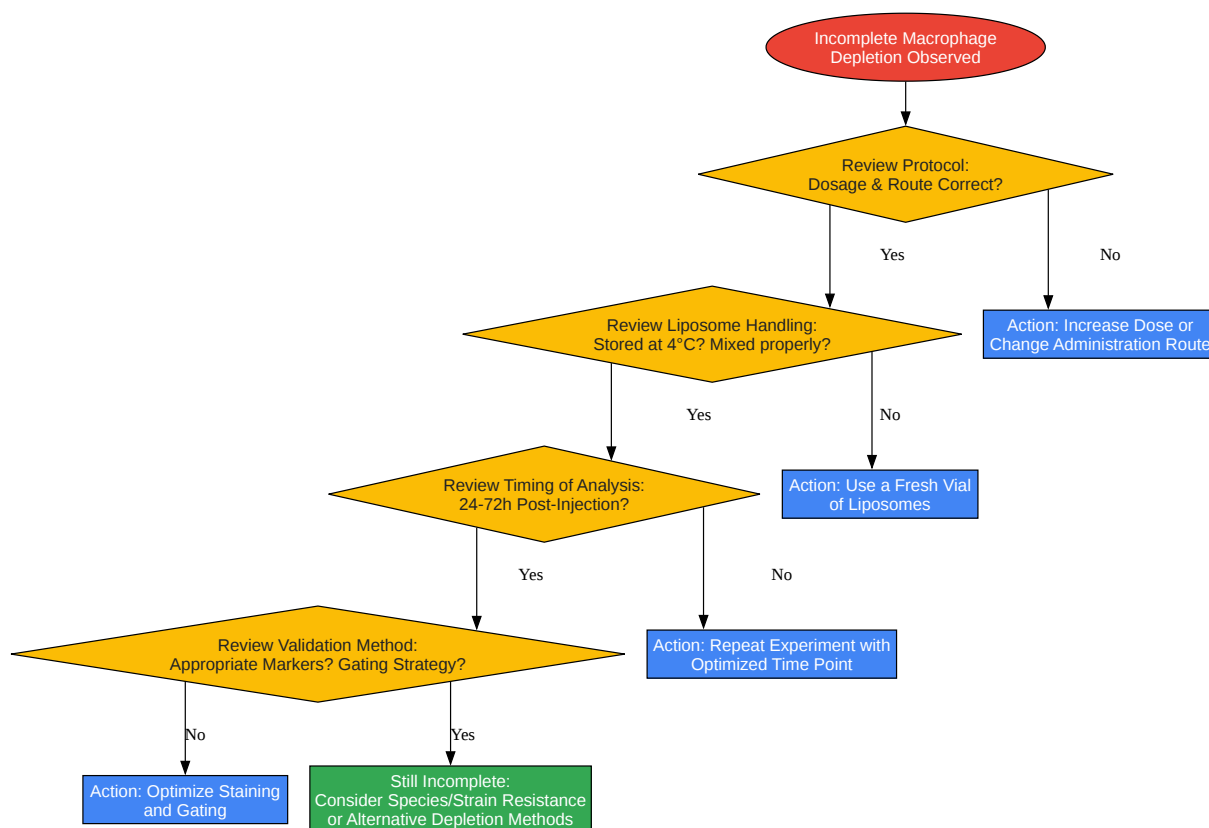 Incomplete Macrophage
Depletion Observed
Review Protocol:
Dosage & Route Correct?
Yes
No
Review Liposome Handling:
Stored at 4°C? Mixed properly?
Action: Increase Dose or
Change Administration Route
Yes
No
Review Timing of Analysis:
24-72h Post-Injection?
Action: Use a Fresh Vial
of Liposomes
Yes
No
Review Validation Method:
Appropriate Markers? Gating Strategy?
Action: Repeat Experiment with
Optimized Time Point
No
Yes
Action: Optimize Staining
and Gating
Still Incomplete:
Consider Species/Strain Resistance
or Alternative Depletion Methods